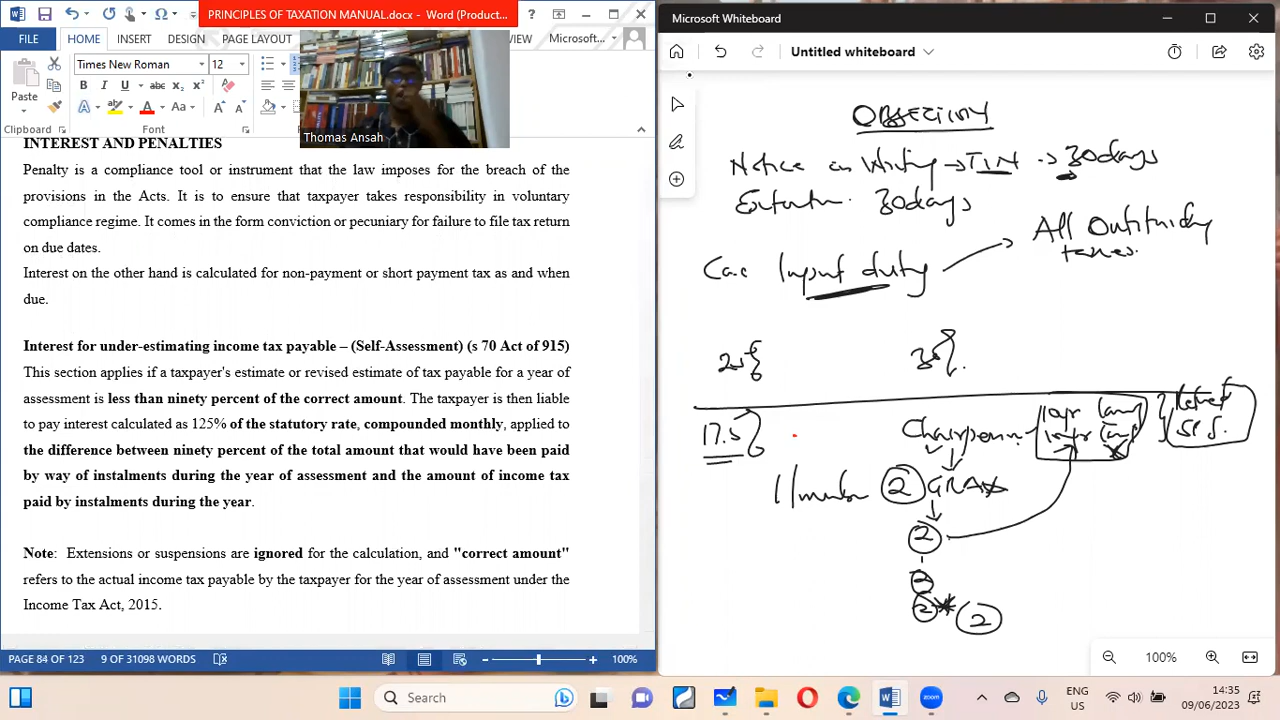 PRINCIPLES OF TAXATION MANUAL.docx - Word (Product...
FILE HOME INSERT DESIGN PAGE LAYOUT EW Microsoft...
Times New Roman 12
Paste
Clipboard Font
Thomas Ansah
INTEREST AND PENALTIES
Penalty is a compliance tool or instrument that the law imposes for the breach of the
provisions in the Acts. It is to ensure that taxpayer takes responsibility in voluntary
compliance regime. It comes in the form conviction or pecuniary for failure to file tax return
on due dates.
Interest on the other hand is calculated for non-payment or short payment tax as and when
due.
Interest for under-estimating income tax payable – (Self-Assessment) (s 70 Act of 915)
This section applies if a taxpayer's estimate or revised estimate of tax payable for a year of
assessment is less than ninety percent of the correct amount. The taxpayer is then liable
to pay interest calculated as 125% of the statutory rate, compounded monthly, applied to
the difference between ninety percent of the total amount that would have been paid
by way of instalments during the year of assessment and the amount of income tax
paid by instalments during the year.
Note: Extensions or suspensions are ignored for the calculation, and "correct amount"
refers to the actual income tax payable by the taxpayer for the year of assessment under the
Income Tax Act, 2015.
PAGE 84 OF 123 9 OF 31098 WORDS 100%
Microsoft Whiteboard
Untitled whiteboard
Notice in Writing → TIN → 30days
30days
All
taxes
Input duty
17.5%
Chairperson
11 member 2 GRA
2
2
2 2
100%
Search
ENG
US
14:35
09/06/2023